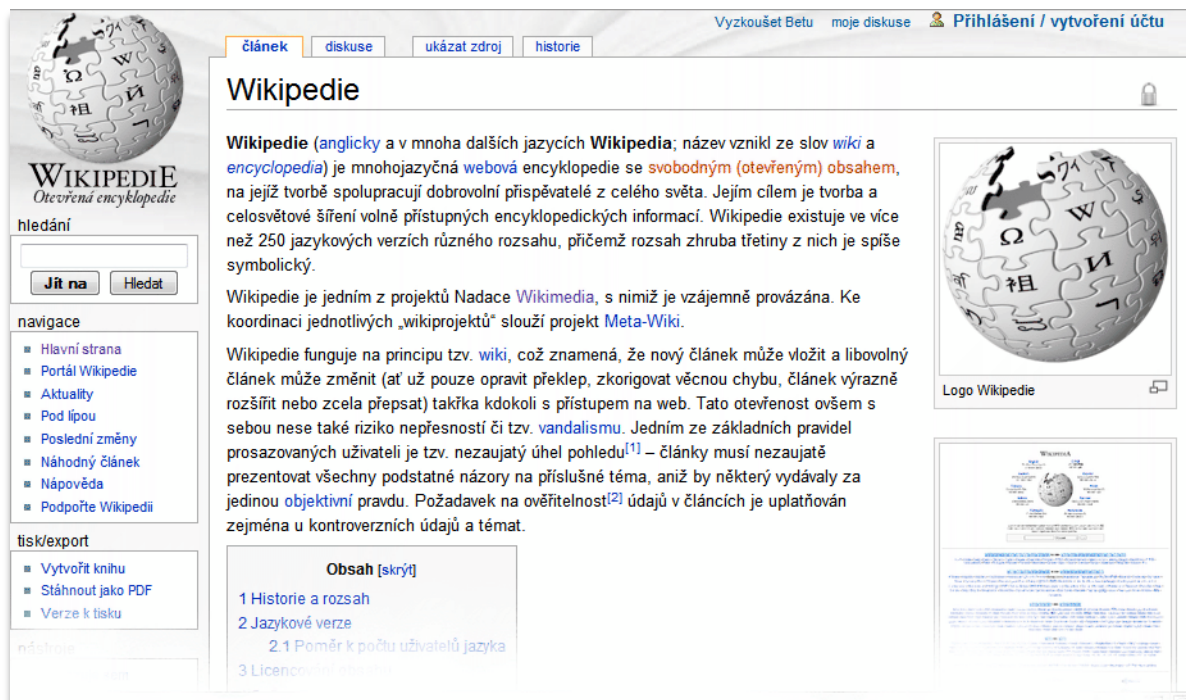 Vyzkoušet Betu moje diskuse Přihlášení / vytvoření účtu
článek diskuse ukázat zdroj historie
WIKIPEDIE
Otevřená encyklopedie
hledání
Jít na Hledat
navigace
Hlavní strana
Portál Wikipedie
Aktuality
Pod lípou
Poslední změny
Náhodný článek
Nápověda
Podpořte Wikipedii
tisk/export
Vytvořit knihu
Stáhnout jako PDF
Verze k tisku
nástroje
Wikipedie
Wikipedie (anglicky a v mnoha dalších jazycích Wikipedia; název vznikl ze slov wiki a
encyclopedia) je mnohojazyčná webová encyklopedie se svobodným (otevřeným) obsahem,
na jejíž tvorbě spolupracují dobrovolní přispěvatelé z celého světa. Jejím cílem je tvorba a
celosvětové šíření volně přístupných encyklopedických informací. Wikipedie existuje ve více
než 250 jazykových verzích různého rozsahu, přičemž rozsah zhruba třetiny z nich je spíše
symbolický.
Wikipedie je jedním z projektů Nadace Wikimedia, s nimiž je vzájemně provázána. Ke
koordinaci jednotlivých „wikiprojektů“ slouží projekt Meta-Wiki.
Wikipedie funguje na principu tzv. wiki, což znamená, že nový článek může vložit a libovolný
článek může změnit (ať už pouze opravit překlep, zkorigovat věcnou chybu, článek výrazně
rozšířit nebo zcela přepsat) takřka kdokoli s přístupem na web. Tato otevřenost ovšem s
sebou nese také riziko nepřesností či tzv. vandalismu. Jedním ze základních pravidel
prosazovaných uživateli je tzv. nezaujatý úhel pohledu[1] – články musí nezaujatě
prezentovat všechny podstatné názory na příslušné téma, aniž by některý vydávaly za
jedinou objektivní pravdu. Požadavek na ověřitelnost[2] údajů v článcích je uplatňován
zejména u kontroverzních údajů a témat.
Obsah [skrýt]
1 Historie a rozsah
2 Jazykové verze
2.1 Poměr k počtu uživatelů jazyka
3 Licencování obsahu
Logo Wikipedie
WIKIPEDIA